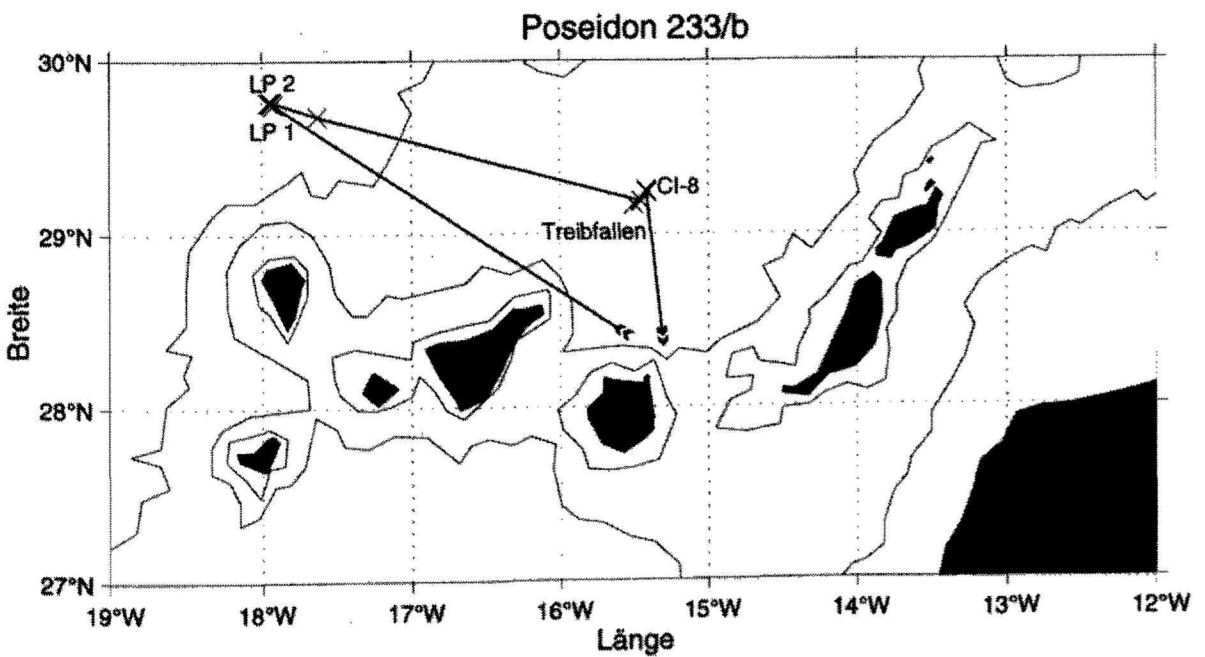 Poseidon 233/b
30°N
LP 2
LP 1
CI-8
Treibfallen
29°N
Breite
28°N
27°N
19°W
18°W
17°W
16°W
15°W
14°W
13°W
12°W
Länge